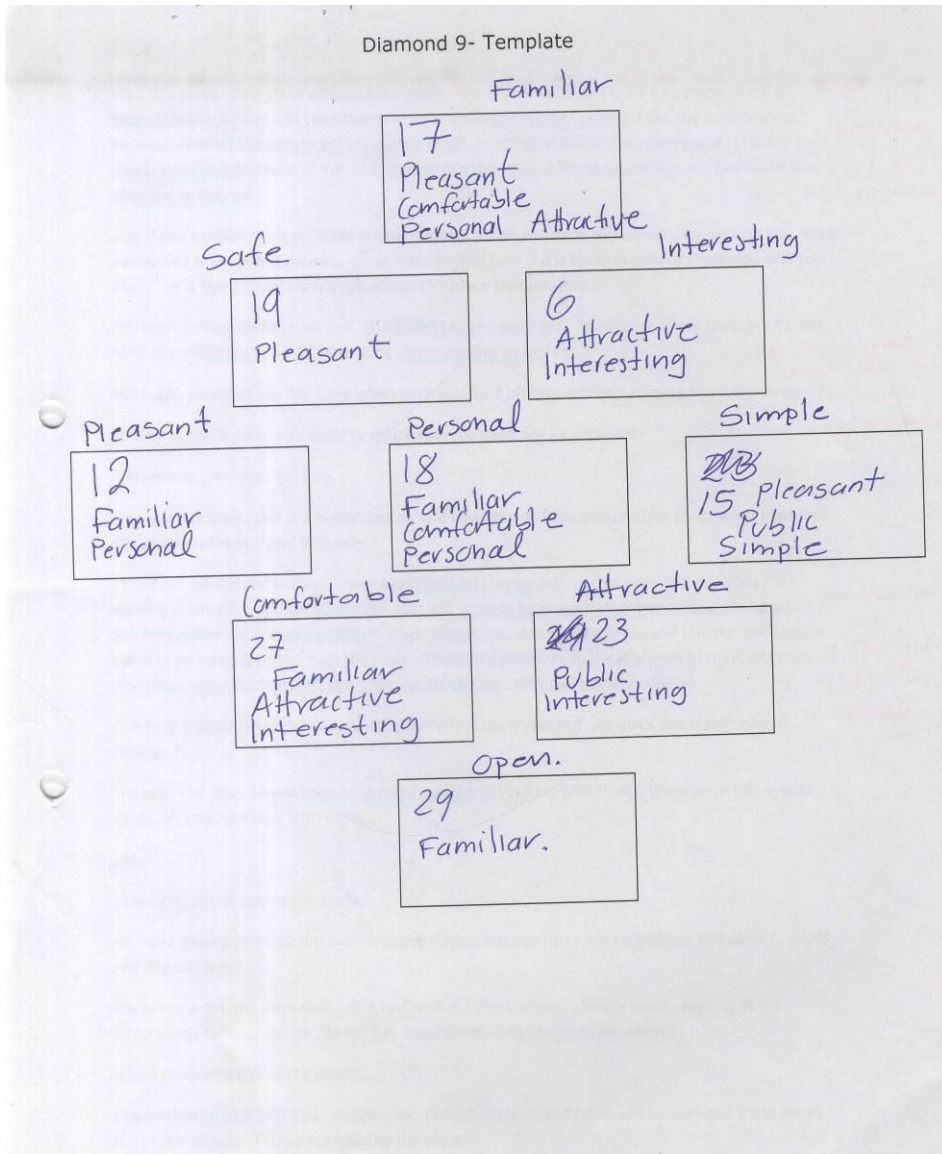 Diamond 9- Template
Familiar
17
Pleasant
Comfortable
Personal Attractive
Safe
19
Pleasant
Interesting
6
Attractive
Interesting
Pleasant
12
Familiar
Personal
Personal
18
Familiar
Comfortable
Personal
Simple
15 Pleasant
Public
Simple
Comfortable
27
Familiar
Attractive
Interesting
Attractive
23
Public
Interesting
Open.
29
Familiar.